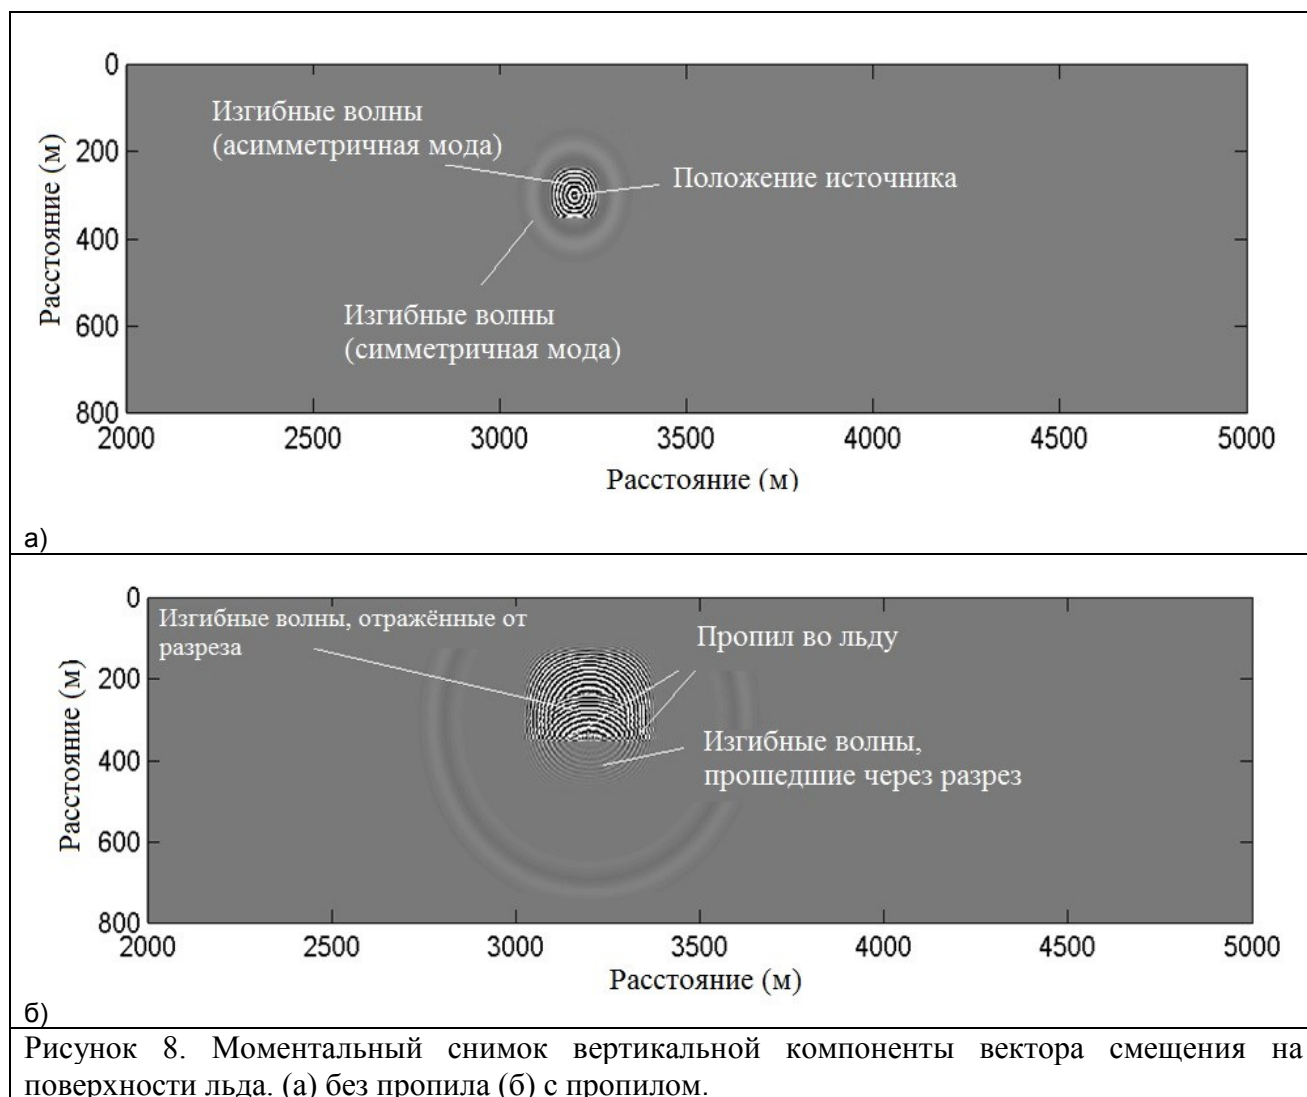 0
200
400
600
800
Расстояние (м)
Изгибные волны
(асимметричная мода)
Положение источника
Изгибные волны
(симметричная мода)
2000 2500 3000 3500 4000 4500 5000
Расстояние (м)
а)
0
200
400
600
800
Расстояние (м)
Изгибные волны, отражённые от
разреза
Пропил во льду
Изгибные волны,
прошедшие через разрез
2000 2500 3000 3500 4000 4500 5000
Расстояние (м)
б)
Рисунок 8. Моментальный снимок вертикальной компоненты вектора смещения на
поверхности льда. (а) без пропила (б) с пропилом.